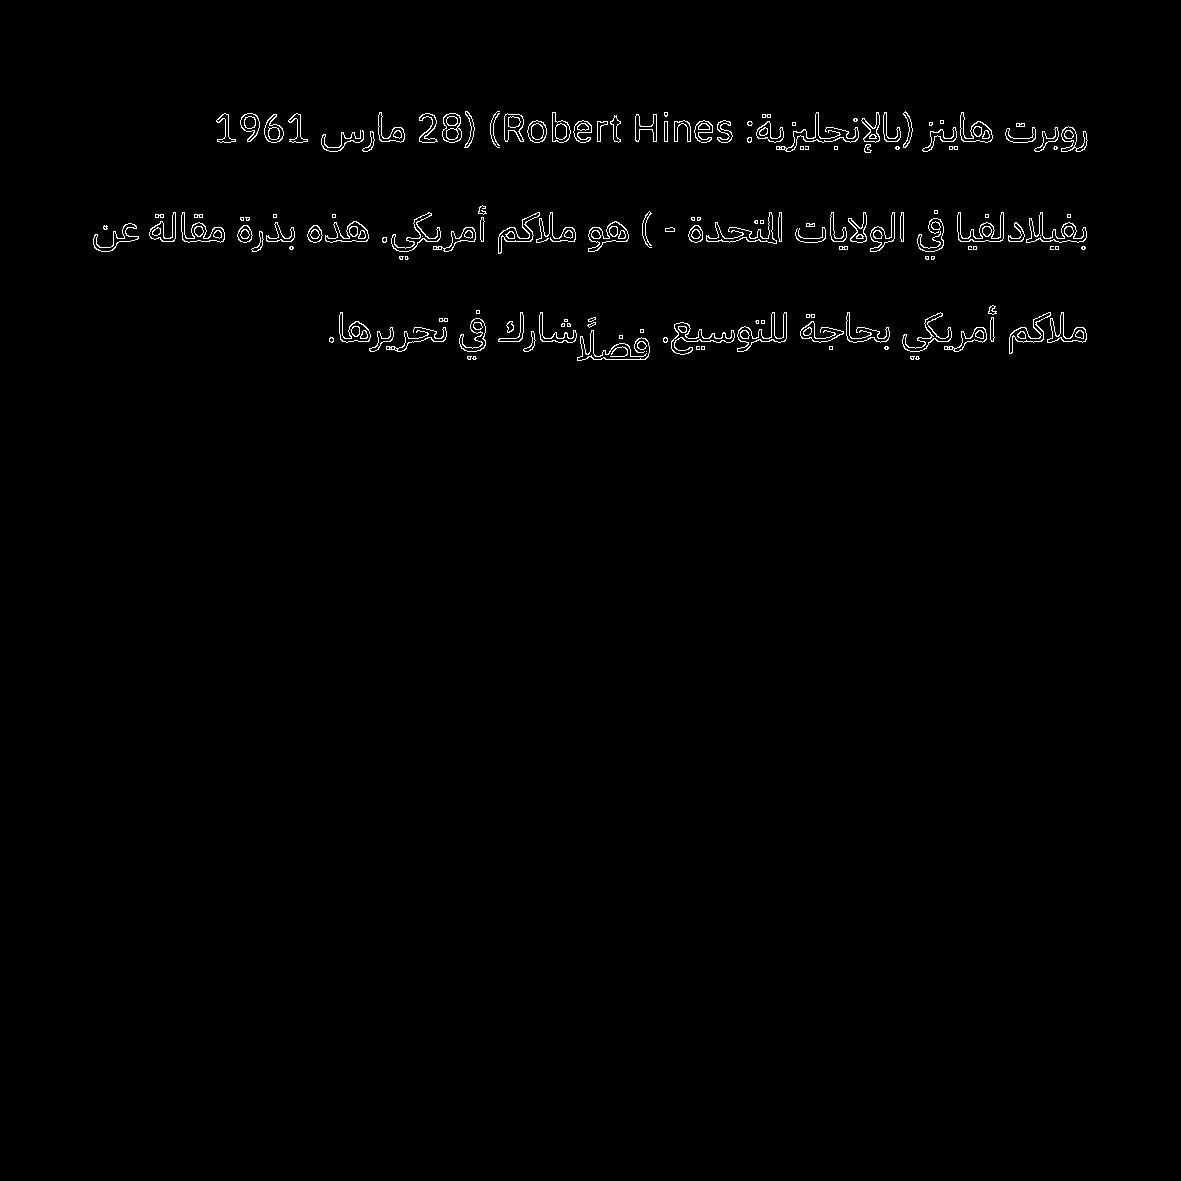 روبرت هاينز (بالإنجليزية: Robert Hines) (28 مارس 1961
بفيلادلفيا في الولايات المتحدة - ) هو ملاكم أمريكي. هذه بذرة مقالة عن
ملاكم أمريكي بحاجة للتوسيع. فضلًا شارك في تحريرها.